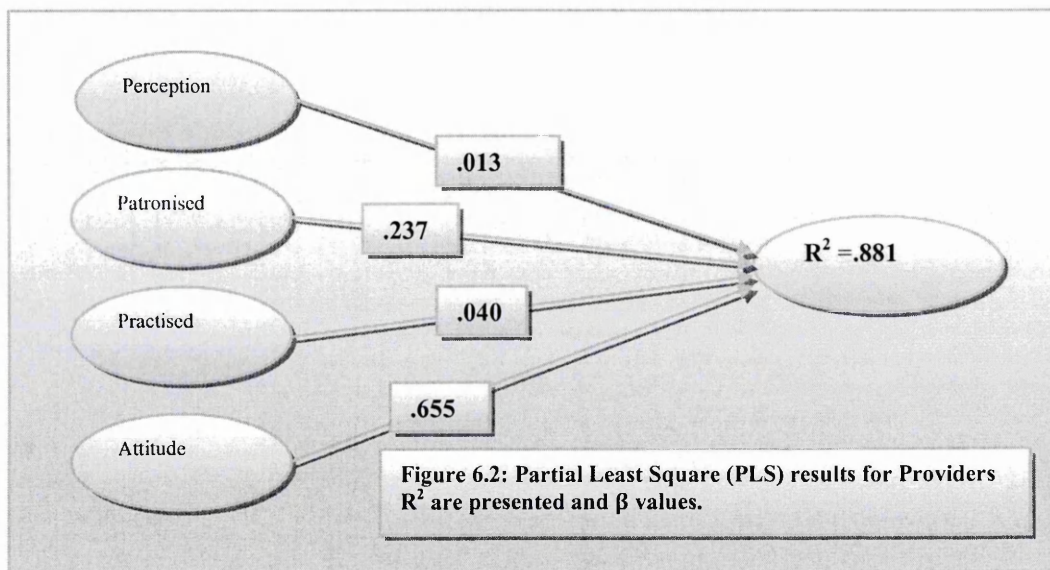 Perception
.013
Patronised
.237
R² =.881
Practised
.040
Attitude
.655
Figure 6.2: Partial Least Square (PLS) results for Providers
R² are presented and β values.